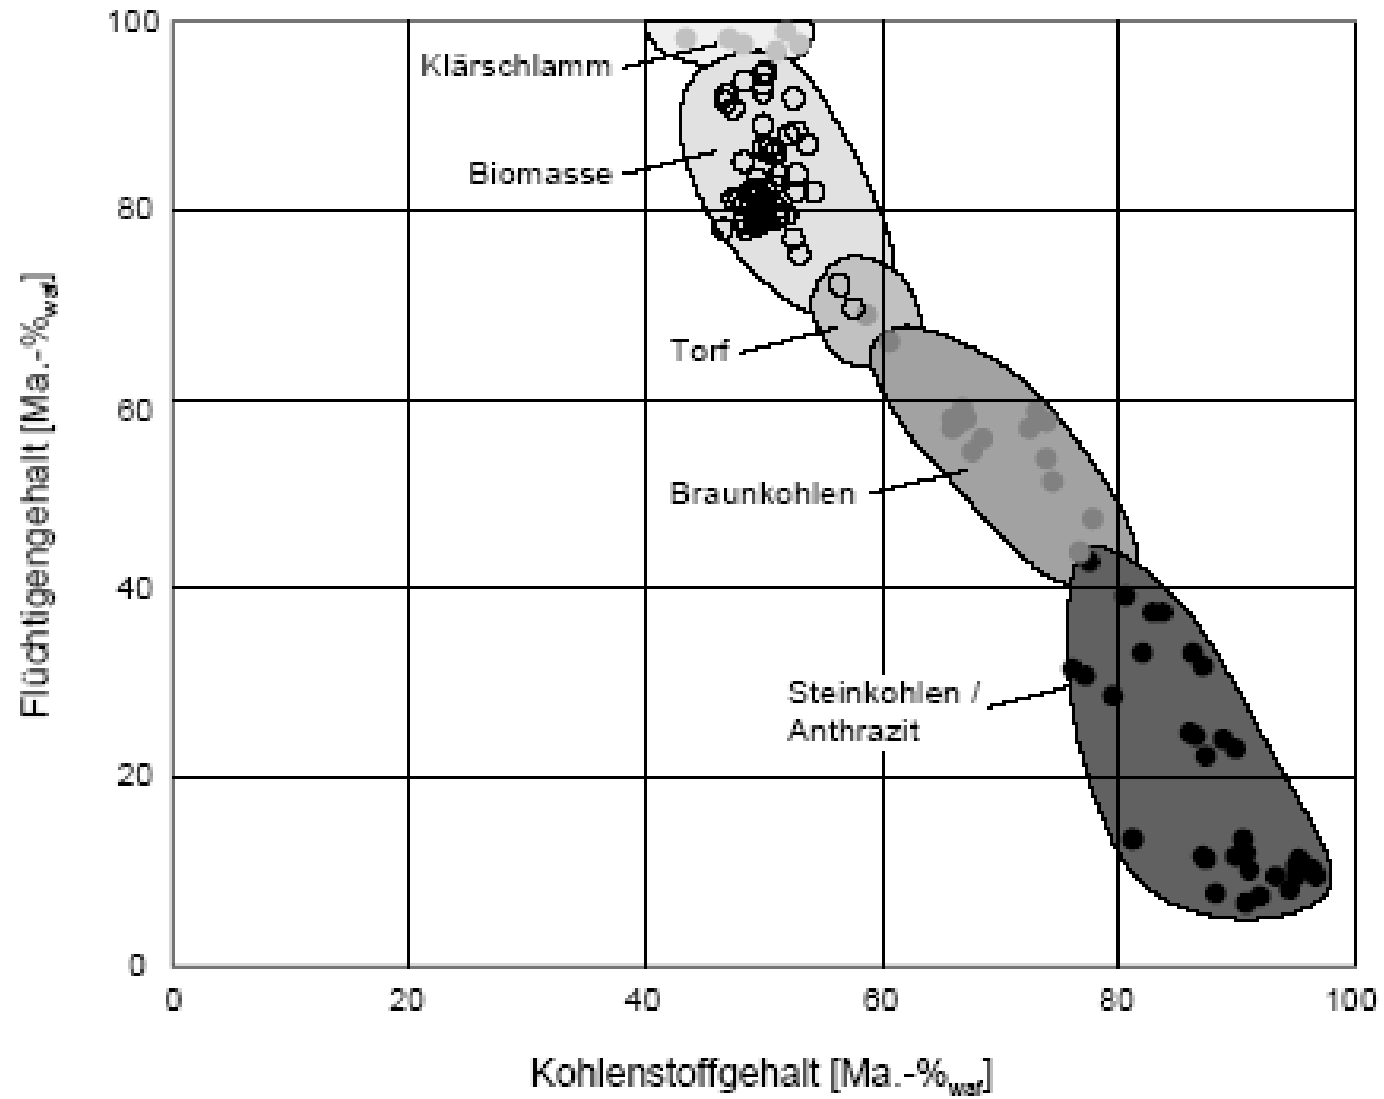 100
Klärschlamm
Biomasse
80
Torf
60
Braunkohlen
40
Steinkohlen /
Anthrazit
20
0
0 20 40 60 80 100
Flüchtigengehalt [Ma.-%waf]
Kohlenstoffgehalt [Ma.-%waf]